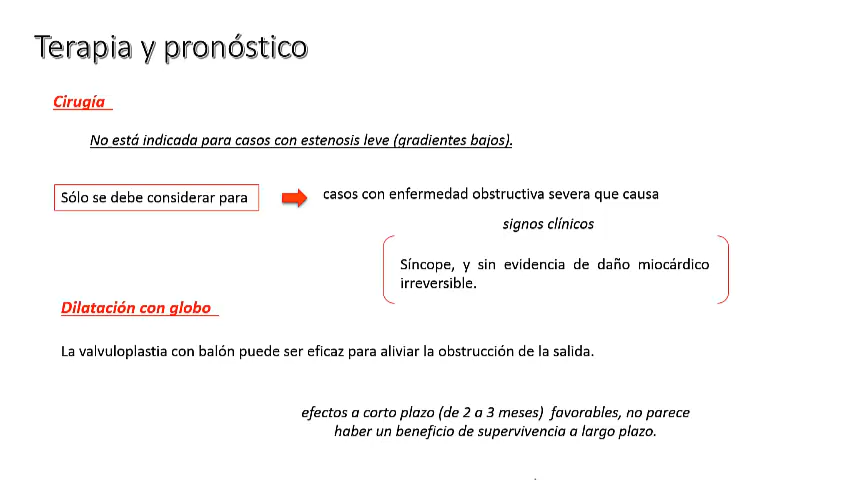 Terapia y pronóstico
Cirugía
No está indicada para casos con estenosis leve (gradientes bajos).
Sólo se debe considerar para
casos con enfermedad obstructiva severa que causa
signos clínicos
Síncope, y sin evidencia de daño miocárdico
irreversible.
Dilatación con globo
La valvuloplastia con balón puede ser eficaz para aliviar la obstrucción de la salida.
efectos a corto plazo (de 2 a 3 meses) favorables, no parece
haber un beneficio de supervivencia a largo plazo.